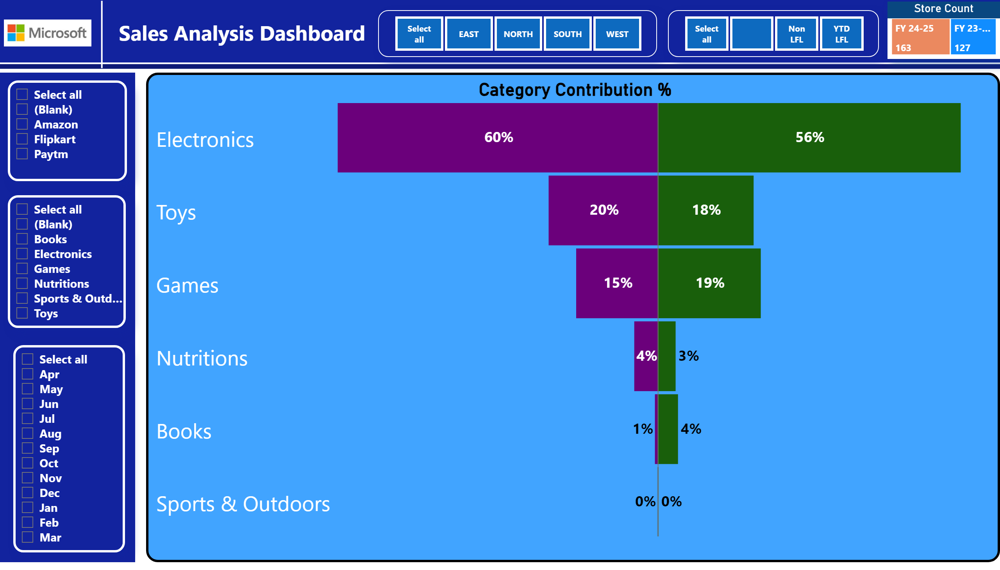 Microsoft
Sales Analysis Dashboard
Select all
EAST
NORTH
SOUTH
WEST
Select all
Non LFL
YTD LFL
Store Count
FY 24-25
163
FY 23-...
127
Select all
(Blank)
Amazon
Flipkart
Paytm
Select all
(Blank)
Books
Electronics
Games
Nutritions
Sports & Outd...
Toys
Select all
Apr
May
Jun
Jul
Aug
Sep
Oct
Nov
Dec
Jan
Feb
Mar
Category Contribution %
Electronics 60% 56%
Toys 20% 18%
Games 15% 19%
Nutritions 4% 3%
Books 1% 4%
Sports & Outdoors 0% 0%